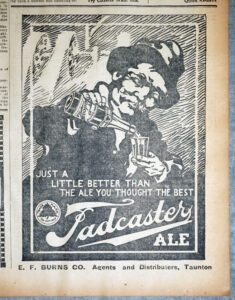 JUST A
LITTLE BETTER THAN
THE ALE YOU THOUGHT THE BEST
Tadcaster
ALE
E. F. BURNS CO. Agents and Distributers, Taunton